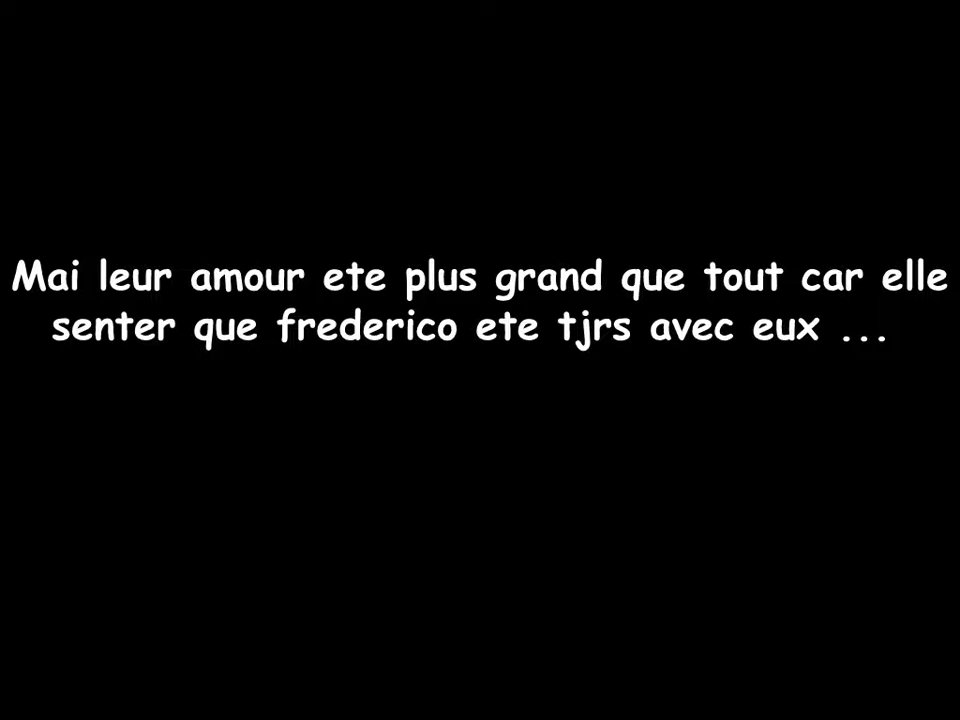 Mai leur amour ete plus grand que tout car elle
senter que frederico ete tjrs avec eux ...